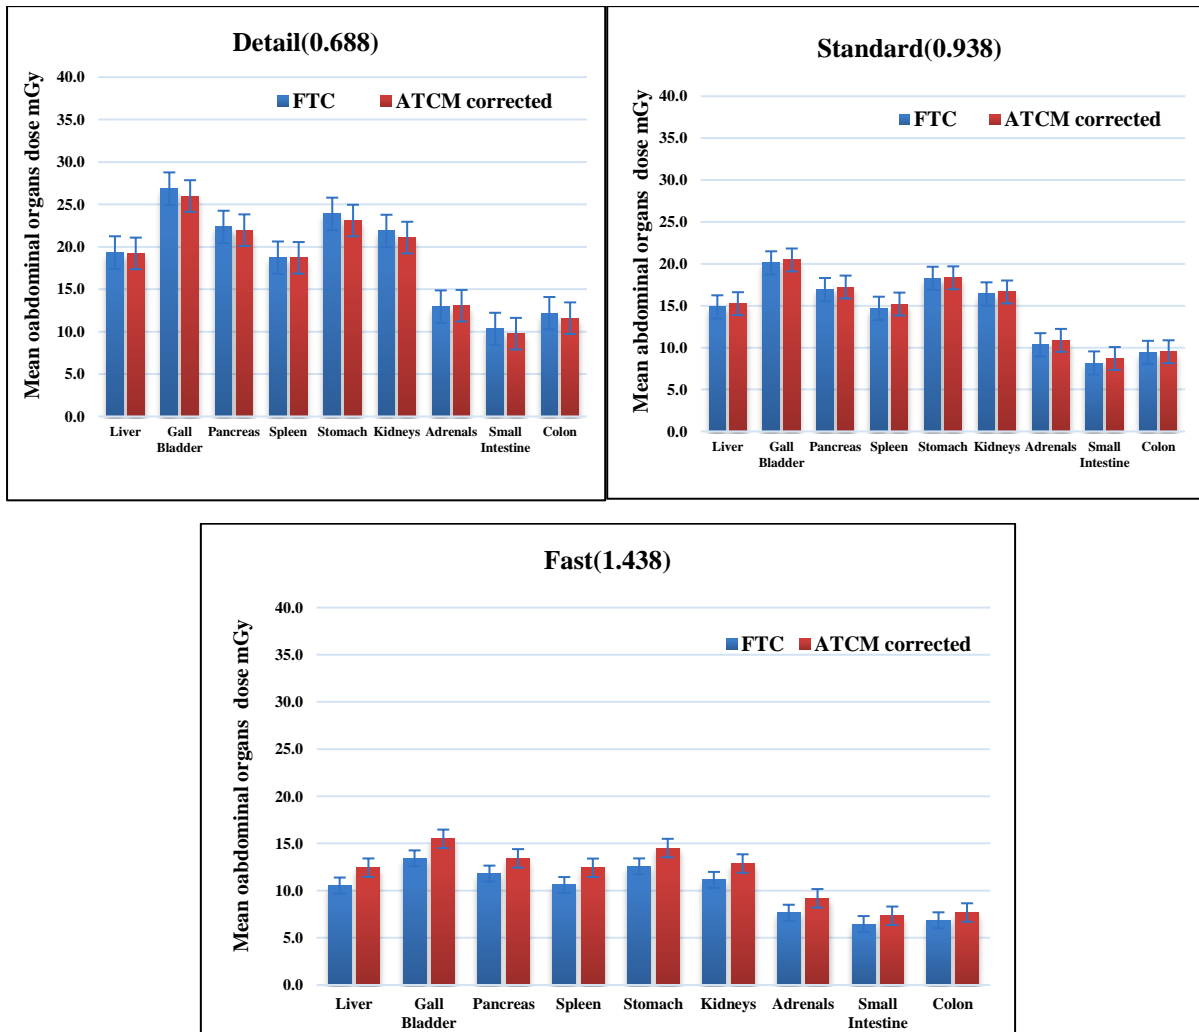 Detail(0.688)
Mean oabdominal organs dose mGy
40.0
35.0
30.0
25.0
20.0
15.0
10.0
5.0
0.0
FTC ATCM corrected
Liver Gall Bladder Pancreas Spleen Stomach Kidneys Adrenals Small Intestine Colon
Standard(0.938)
Mean abdominal organs dose mGy
40.0
35.0
30.0
25.0
20.0
15.0
10.0
5.0
0.0
FTC ATCM corrected
Liver Gall Bladder Pancreas Spleen Stomach Kidneys Adrenals Small Intestine Colon
Fast(1.438)
Mean oabdominal organs dose mGy
40.0
35.0
30.0
25.0
20.0
15.0
10.0
5.0
0.0
FTC ATCM corrected
Liver Gall Bladder Pancreas Spleen Stomach Kidneys Adrenals Small Intestine Colon